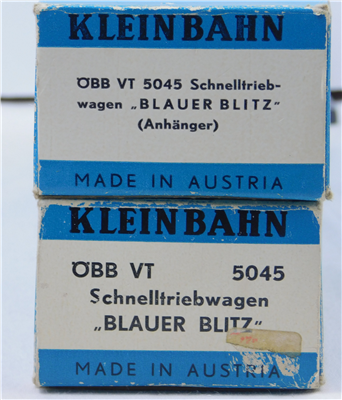 KLEINBAHN
ÖBB VT 5045 Schnelltrieb-
wagen „BLAUER BLITZ"
(Anhänger)
MADE IN AUSTRIA
KLEINBAHN
ÖBB VT 5045
Schnelltriebwagen
„BLAUER BLITZ"
MADE IN AUSTRIA